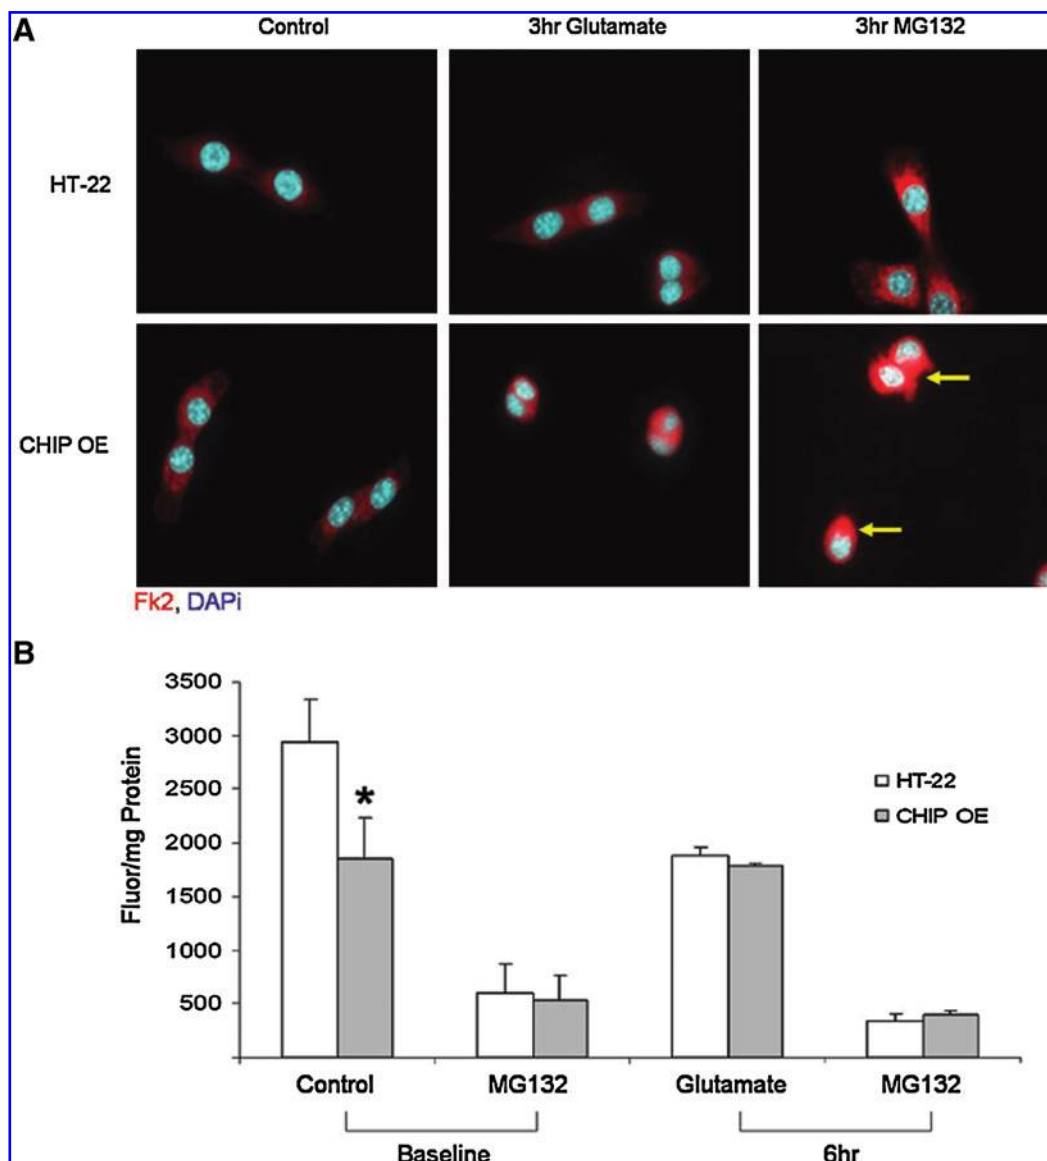 A
Control 3hr Glutamate 3hr MG132
HT-22
CHIP OE
Fk2, DAPi
B
3500
3000
2500
2000
1500
1000
500
Fluor/mg Protein
*
HT-22
CHIP OE
Control MG132 Glutamate MG132
Baseline 6hr